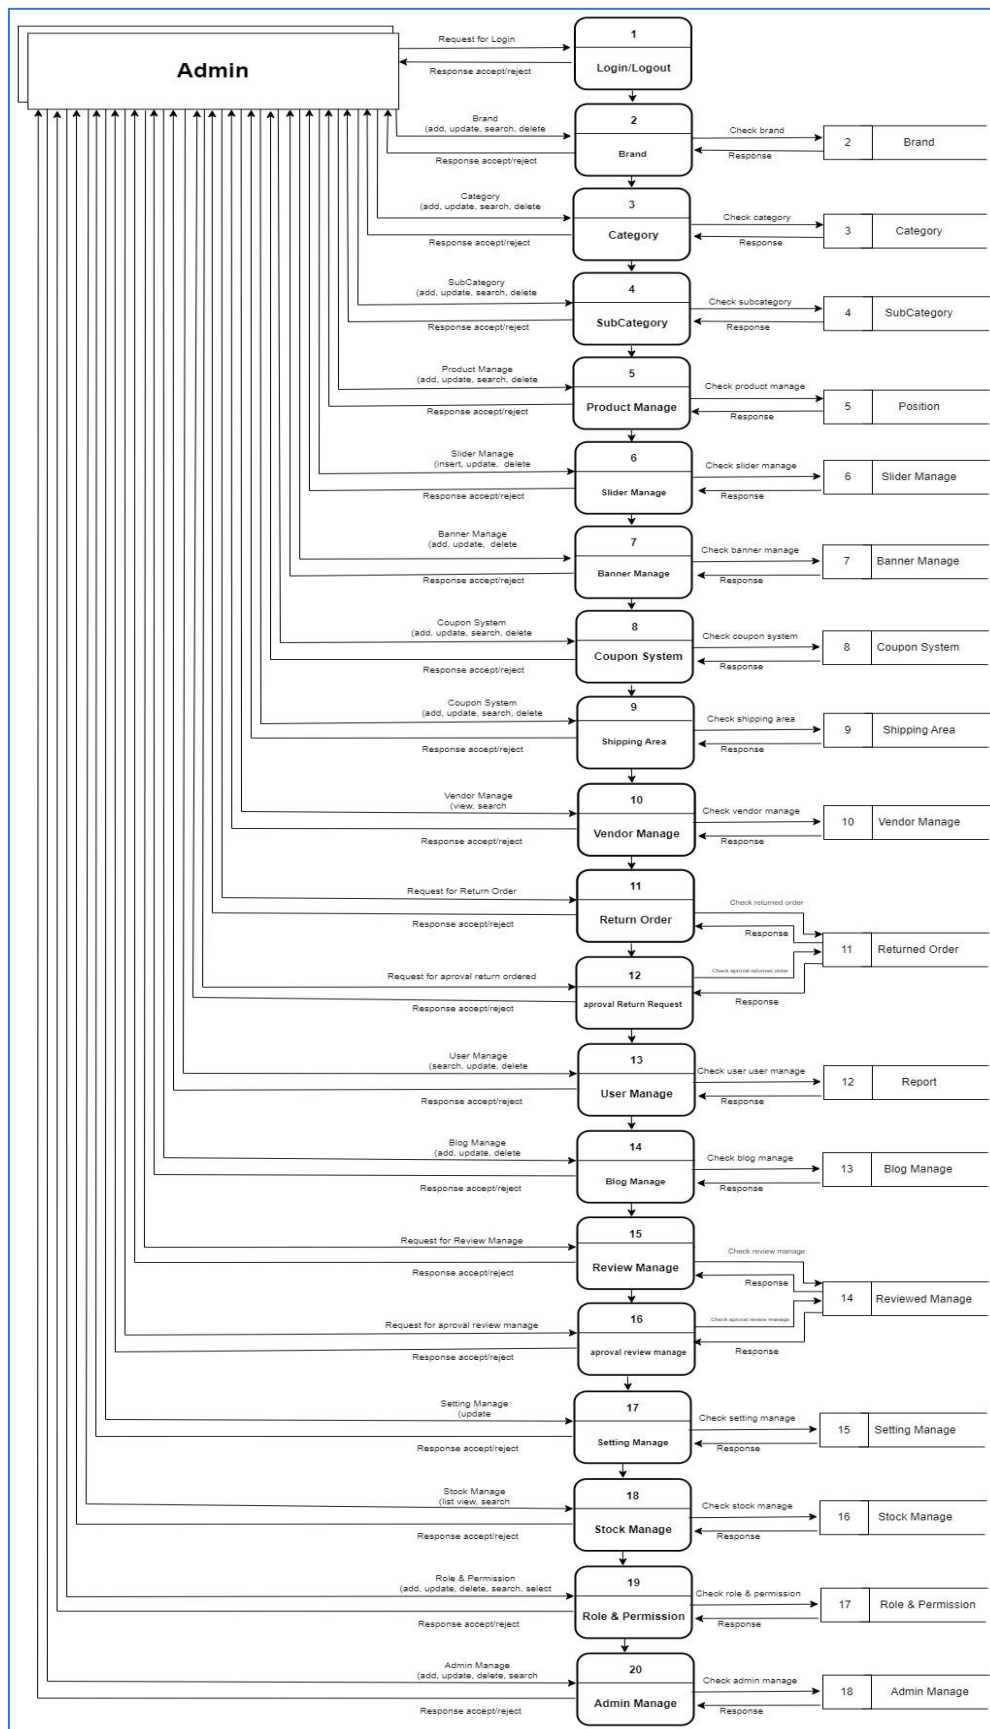 Admin
Request for Login
Response accept/reject
1
Login/Logout
Brand
(add, update, search, delete
Response accept/reject
2
Brand
Check brand
Response
2
Brand
Category
(add, update, search, delete
Response accept/reject
3
Category
Check category
Response
3
Category
SubCategory
(add, update, search, delete
Response accept/reject
4
SubCategory
Check subcategory
Response
4
SubCategory
Product Manage
(add, update, search, delete
Response accept/reject
5
Product Manage
Check product manage
Response
5
Position
Slider Manage
(insert, update, delete
Response accept/reject
6
Slider Manage
Check slider manage
Response
6
Slider Manage
Banner Manage
(add, update, delete
Response accept/reject
7
Banner Manage
Check banner manage
Response
7
Banner Manage
Coupon System
(add, update, search, delete
Response accept/reject
8
Coupon System
Check coupon system
Response
8
Coupon System
Coupon System
(add, update, search, delete
Response accept/reject
9
Shipping Area
Check shipping area
Response
9
Shipping Area
Vendor Manage
(view, search
Response accept/reject
10
Vendor Manage
Check vendor manage
Response
10
Vendor Manage
Request for Return Order
Response accept/reject
11
Return Order
Check returned order
Response
11
Returned Order
Request for aproval return ordered
Response accept/reject
12
aproval Return Request
Check aproval returned order
Response
User Manage
(search, update, delete
Response accept/reject
13
User Manage
Check user user manage
Response
12
Report
Blog Manage
(add, update, delete
Response accept/reject
14
Blog Manage
Check blog manage
Response
13
Blog Manage
Request for Review Manage
Response accept/reject
15
Review Manage
Check review manage
Response
14
Reviewed Manage
Request for aproval review manage
Response accept/reject
16
aproval review manage
Check aproval review manage
Response
Setting Manage
(update
Response accept/reject
17
Setting Manage
Check setting manage
Response
15
Setting Manage
Stock Manage
(list view, search
Response accept/reject
18
Stock Manage
Check stock manage
Response
16
Stock Manage
Role & Permission
(add, update, delete, search, select
Response accept/reject
19
Role & Permission
Check role & permission
Response
17
Role & Permission
Admin Manage
(add, update, delete, search
Response accept/reject
20
Admin Manage
Check admin manage
Response
18
Admin Manage